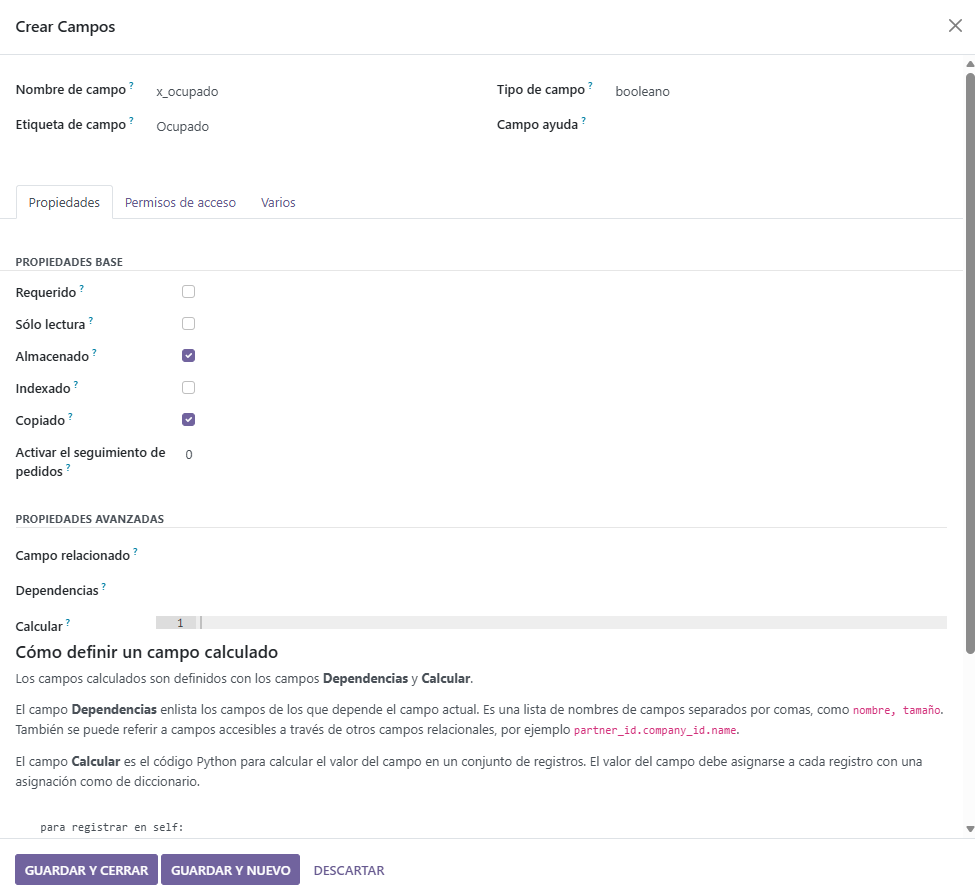 Crear Campos
Nombre de campo ? x_ocupado
Tipo de campo ? booleano
Etiqueta de campo ? Ocupado
Campo ayuda ?
Propiedades Permisos de acceso Varios
PROPIEDADES BASE
Requerido ?
Sólo lectura ?
Almacenado ?
Indexado ?
Copiado ?
Activar el seguimiento de
pedidos ? 0
PROPIEDADES AVANZADAS
Campo relacionado ?
Dependencias ?
Calcular ? 1
Cómo definir un campo calculado
Los campos calculados son definidos con los campos Dependencias y Calcular.
El campo Dependencias enlista los campos de los que depende el campo actual. Es una lista de nombres de campos separados por comas, como nombre, tamaño.
También se puede referir a campos accesibles a través de otros campos relacionales, por ejemplo partner_id.company_id.name.
El campo Calcular es el código Python para calcular el valor del campo en un conjunto de registros. El valor del campo debe asignarse a cada registro con una
asignación como de diccionario.
para registrar en self:
GUARDAR Y CERRAR GUARDAR Y NUEVO DESCARTAR